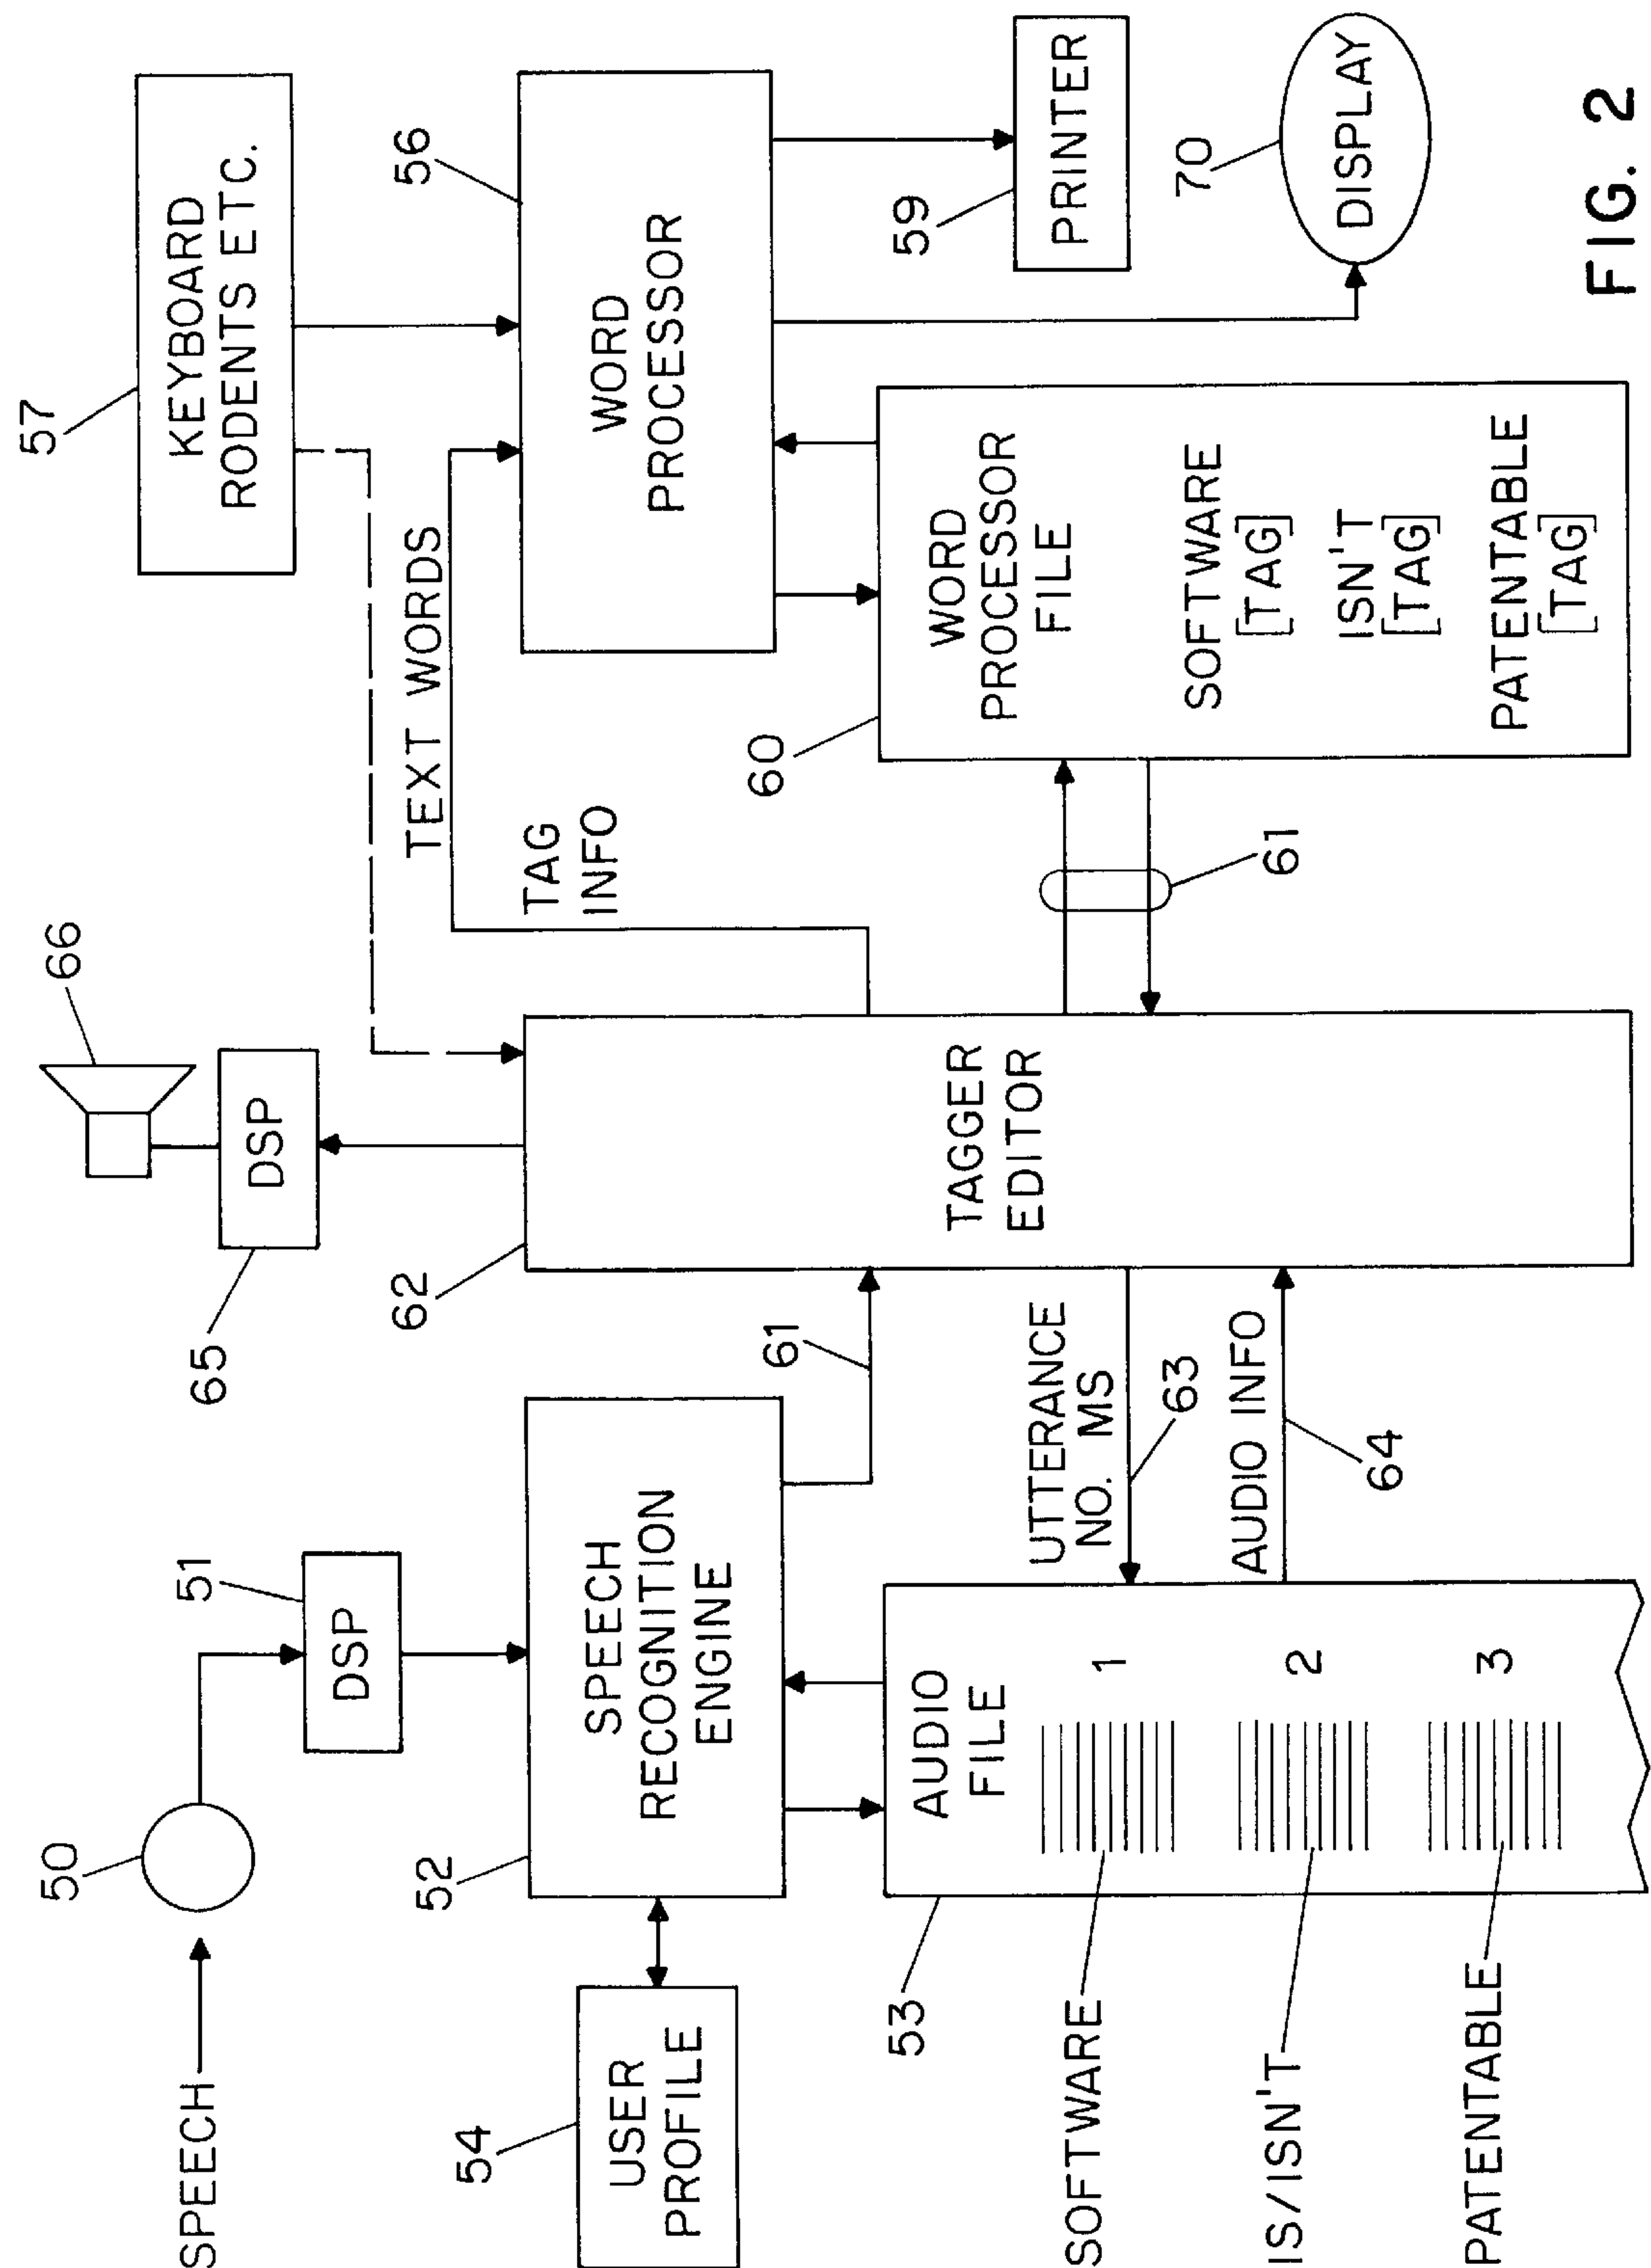 SPEECH
50
51
DSP
65
DSP
66
57
KEYBOARD
RODENTS ETC.
54
USER
PROFILE
52
SPEECH
RECOGNITION
ENGINE
61
62
TAGGER
EDITOR
TEXT WORDS
TAG
INFO
56
WORD
PROCESSOR
53
AUDIO
FILE
SOFTWARE
1
IS/ISN'T
2
PATENTABLE
3
UTTERANCE
NO. MS
63
AUDIO INFO
64
61
60
WORD
PROCESSOR
FILE
SOFTWARE
[TAG]
ISN'T
[TAG]
PATENTABLE
[TAG]
59
PRINTER
70
DISPLAY
FIG. 2